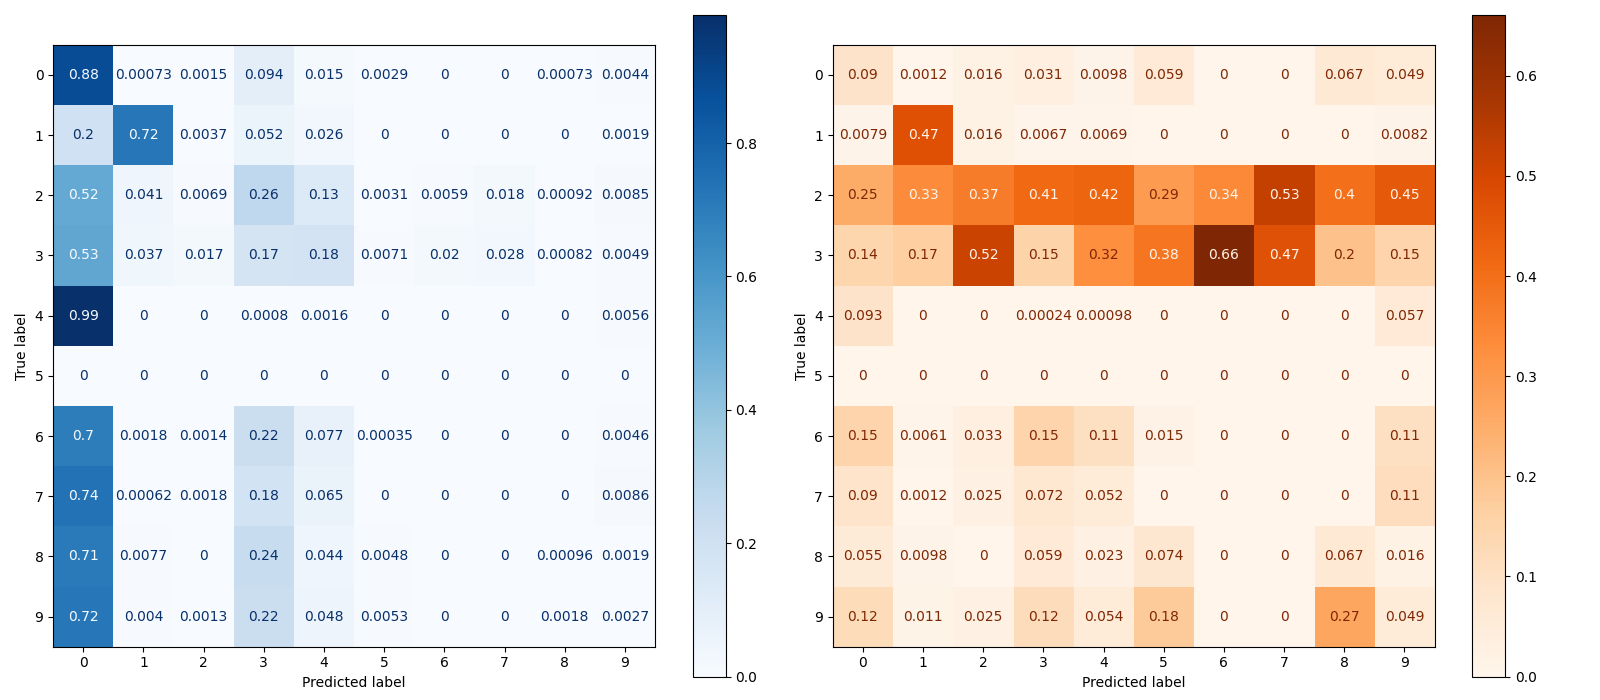 0 0.88 0.00073 0.0015 0.094 0.015 0.0029 0 0 0.00073 0.0044
1 0.2 0.72 0.0037 0.052 0.026 0 0 0 0 0.0019
2 0.52 0.041 0.0069 0.26 0.13 0.0031 0.0059 0.018 0.00092 0.0085
3 0.53 0.037 0.017 0.17 0.18 0.0071 0.02 0.028 0.00082 0.0049
4 0.99 0 0 0.0008 0.0016 0 0 0 0 0.0056
5 0 0 0 0 0 0 0 0 0 0
6 0.7 0.0018 0.0014 0.22 0.077 0.00035 0 0 0 0.0046
7 0.74 0.00062 0.0018 0.18 0.065 0 0 0 0 0.0086
8 0.71 0.0077 0 0.24 0.044 0.0048 0 0 0.00096 0.0019
9 0.72 0.004 0.0013 0.22 0.048 0.0053 0 0 0.0018 0.0027
0 1 2 3 4 5 6 7 8 9
Predicted label
True label
0.8
0.6
0.4
0.2
0.0
0 0.09 0.0012 0.016 0.031 0.0098 0.059 0 0 0.067 0.049
1 0.0079 0.47 0.016 0.0067 0.0069 0 0 0 0 0.0082
2 0.25 0.33 0.37 0.41 0.42 0.29 0.34 0.53 0.4 0.45
3 0.14 0.17 0.52 0.15 0.32 0.38 0.66 0.47 0.2 0.15
4 0.093 0 0 0.00024 0.00098 0 0 0 0 0.057
5 0 0 0 0 0 0 0 0 0 0
6 0.15 0.0061 0.033 0.15 0.11 0.015 0 0 0 0.11
7 0.09 0.0012 0.025 0.072 0.052 0 0 0 0 0.11
8 0.055 0.0098 0 0.059 0.023 0.074 0 0 0.067 0.016
9 0.12 0.011 0.025 0.12 0.054 0.18 0 0 0.27 0.049
0 1 2 3 4 5 6 7 8 9
Predicted label
True label
0.6
0.5
0.4
0.3
0.2
0.1
0.0